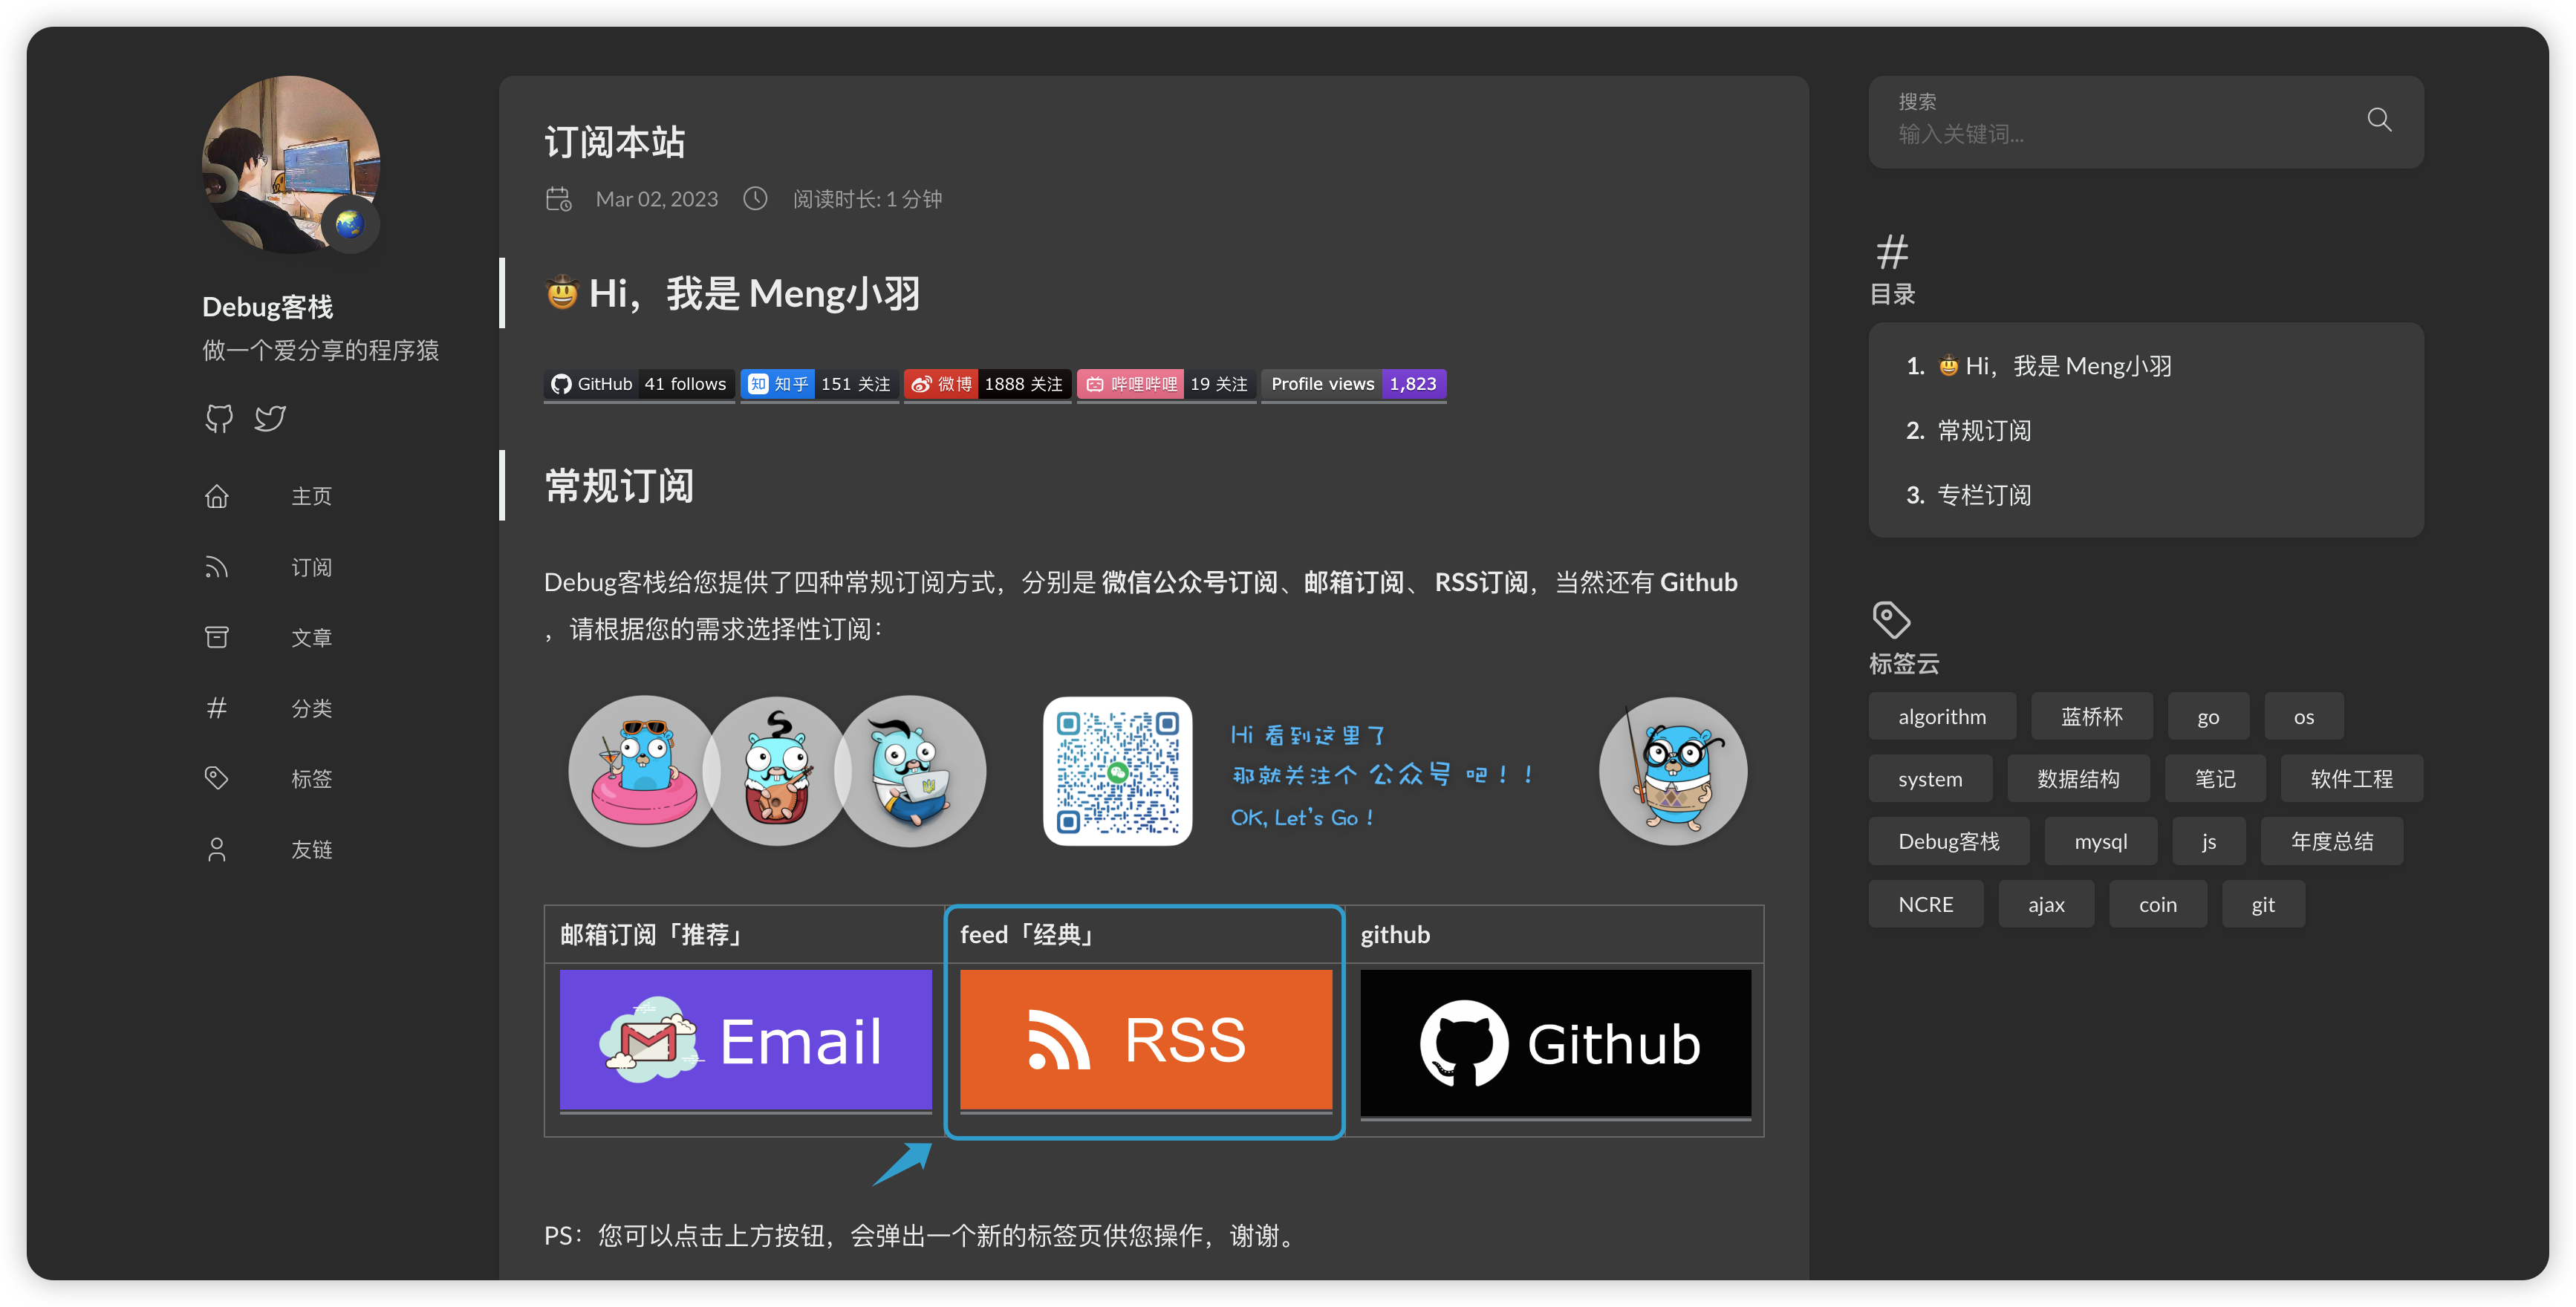 Debug客栈
做一个爱分享的程序猿
主页
订阅
文章
分类
标签
友链
订阅本站
Mar 02, 2023 阅读时长: 1 分钟
🤠 Hi，我是 Meng小羽
GitHub 41 follows 知 知乎 151 关注 微博 1888 关注 哔哩哔哩 19 关注 Profile views 1,823
常规订阅
Debug客栈给您提供了四种常规订阅方式，分别是 微信公众号订阅、邮箱订阅、 RSS订阅，当然还有 Github
，请根据您的需求选择性订阅：
Hi 看到这里了
那就关注个 公众号 吧！！
OK, Let's Go !
邮箱订阅「推荐」 feed「经典」 github
Email RSS Github
PS：您可以点击上方按钮，会弹出一个新的标签页供您操作，谢谢。
搜索
输入关键词...
目录
1. 🤠 Hi，我是 Meng小羽
2. 常规订阅
3. 专栏订阅
标签云
algorithm 蓝桥杯 go os
system 数据结构 笔记 软件工程
Debug客栈 mysql js 年度总结
NCRE ajax coin git